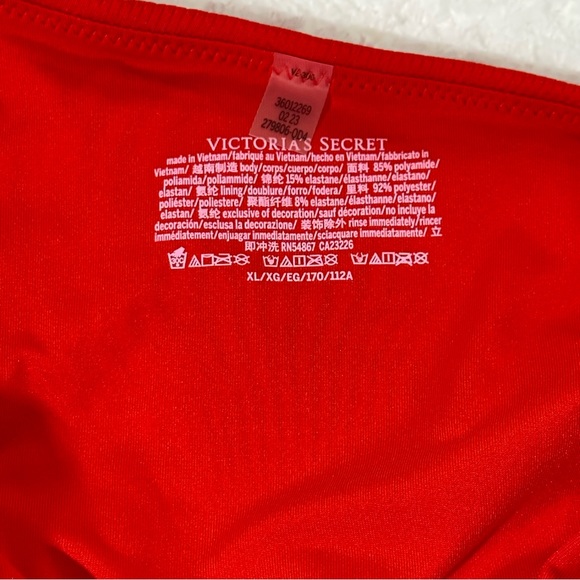 36012269
02 23
279806-0D4
VICTORIA'S SECRET
made in Vietnam/fabriqué au Vietnam/hecho en Vietnam/fabbricato in
Vietnam/ 越南制造 body/corps/cuerpo/corpo/ 面料 85% polyamide/
poliamida/poliammide/ 锦纶 15% elastane/élasthanne/elastano/
elastan/ 氨纶 lining/doublure/forro/fodera/ 里料 92% polyester/
poliéster/poliestere/ 聚酯纤维 8% elastane/élasthanne/elastano/
elastan/ 氨纶 exclusive of decoration/sauf décoration/no incluye la
decoración/esclusa la decorazione/ 装饰除外 rinse immediately/rincer
immédiatement/enjuagar inmediatamente/sciacquare immediatamente/ 立
即冲洗 RN54867 CA23226
XL/XG/EG/170/112A